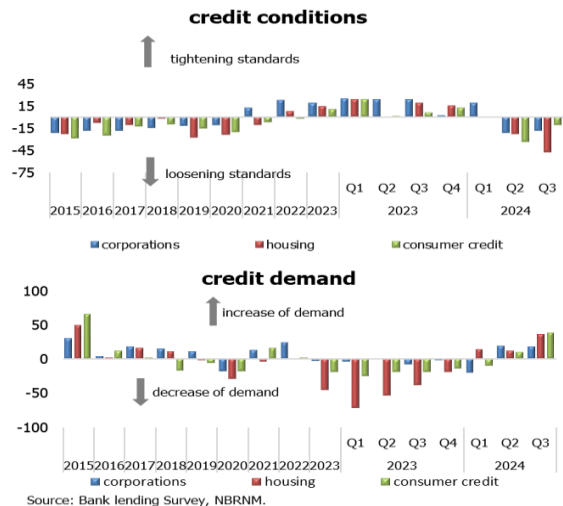 credit conditions
tightening standards
45
15
-15
-45
-75
loosening standards
Q1 Q2 Q3 Q4 Q1 Q2 Q3
2015 2016 2017 2018 2019 2020 2021 2022 2023 2023 2024
corporations housing consumer credit
credit demand
100
50
0
-50
-100
increase of demand
decrease of demand
Q1 Q2 Q3 Q4 Q1 Q2 Q3
2015 2016 2017 2018 2019 2020 2021 2022 2023 2023 2024
corporations housing consumer credit
Source: Bank lending Survey, NBRNM.